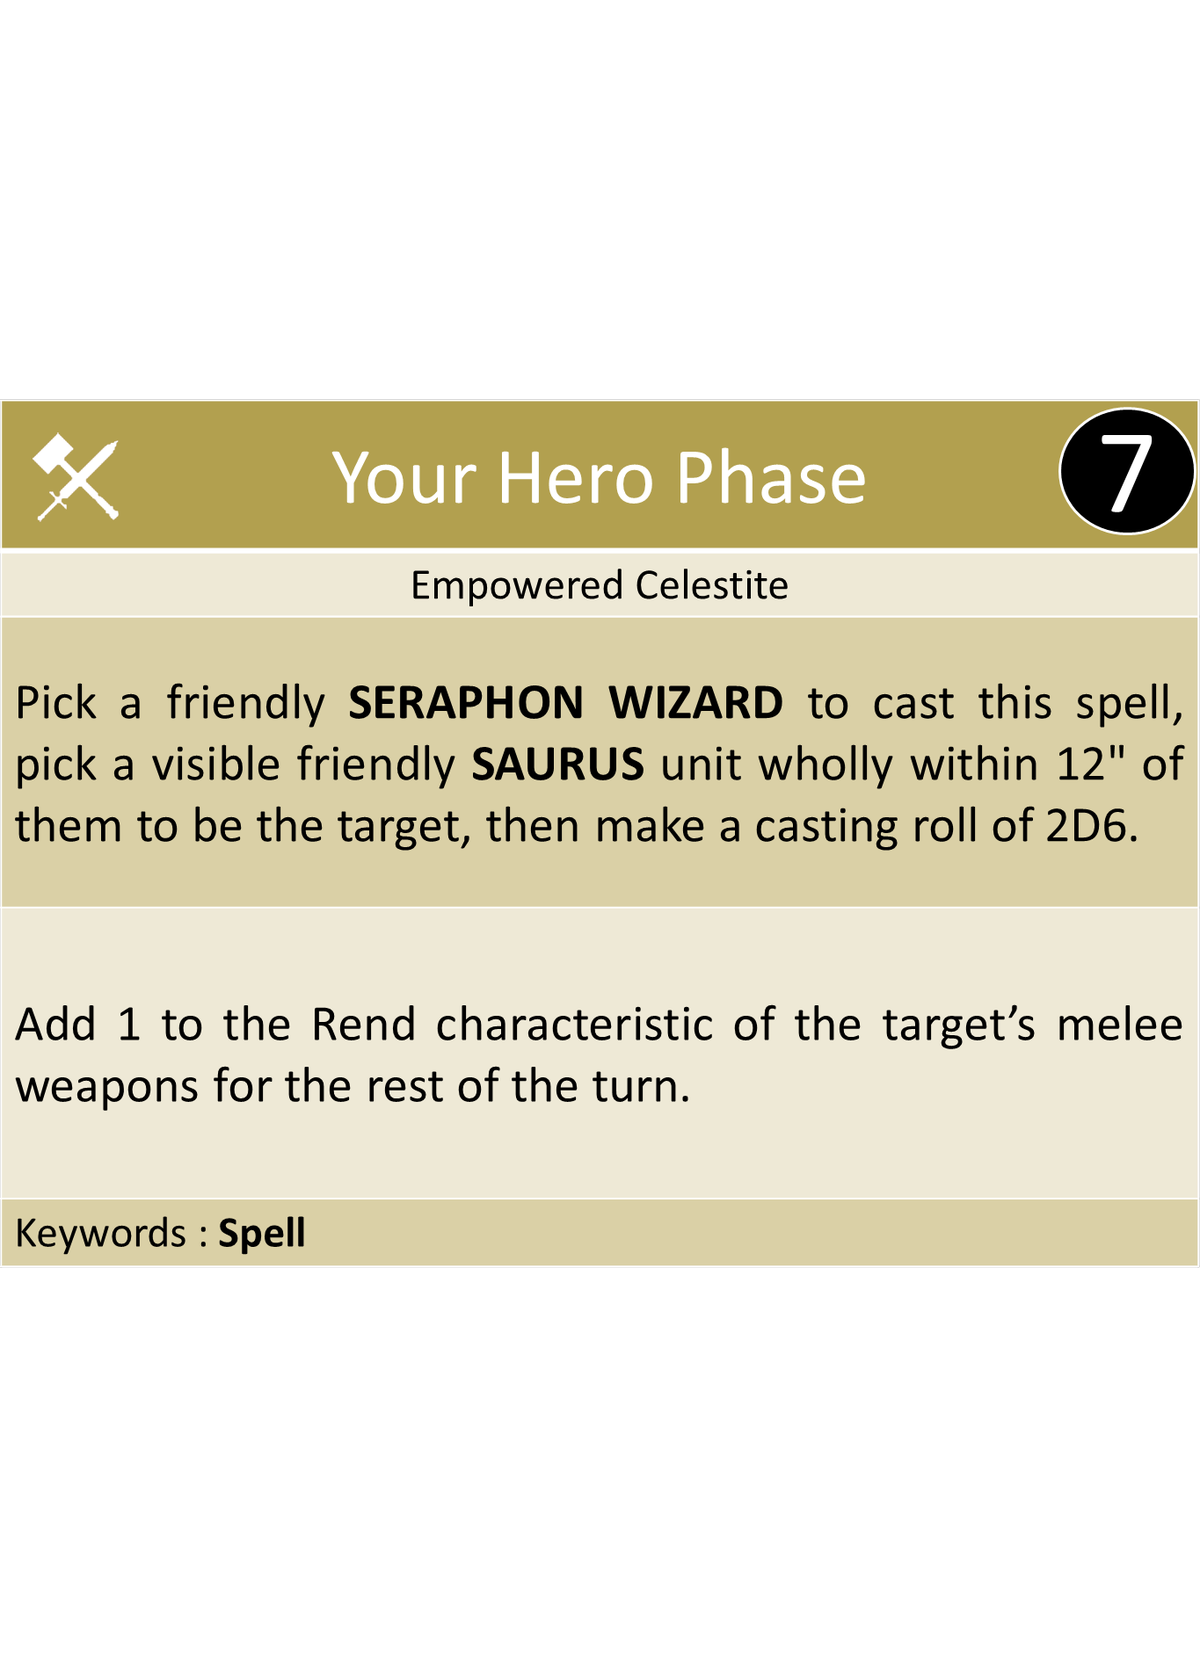 Your Hero Phase
7
Empowered Celestite
Pick a friendly SERAPHON WIZARD to cast this spell,
pick a visible friendly SAURUS unit wholly within 12" of
them to be the target, then make a casting roll of 2D6.
Add 1 to the Rend characteristic of the target’s melee
weapons for the rest of the turn.
Keywords : Spell